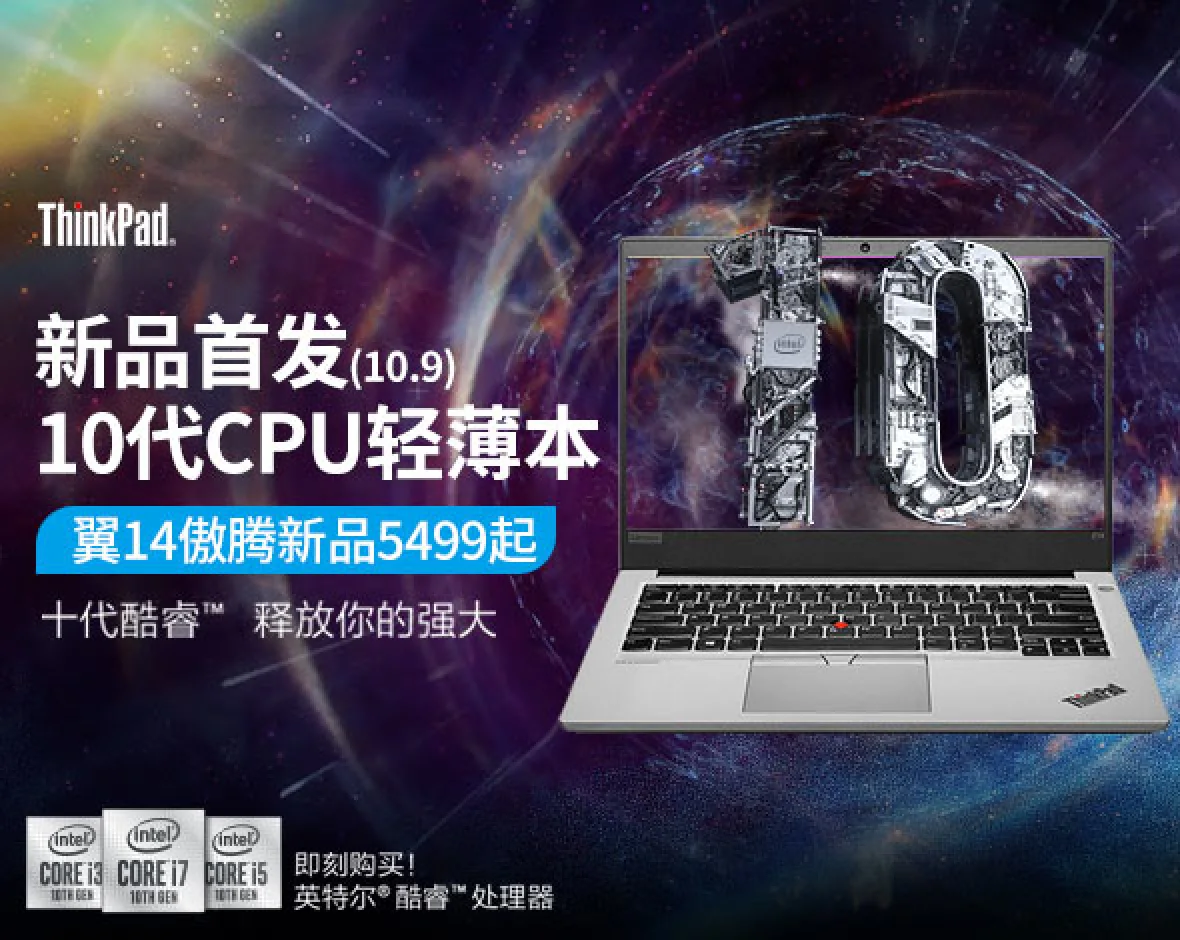 ThinkPad
新品首发(10.9)
10代CPU轻薄本
翼14傲腾新品5499起
十代酷睿™ 释放你的强大
10
intel
ThinkPad
intel
CORE i3
10TH GEN
intel
CORE i7
10TH GEN
intel
CORE i5
10TH GEN
即刻购买！
英特尔®酷睿™处理器